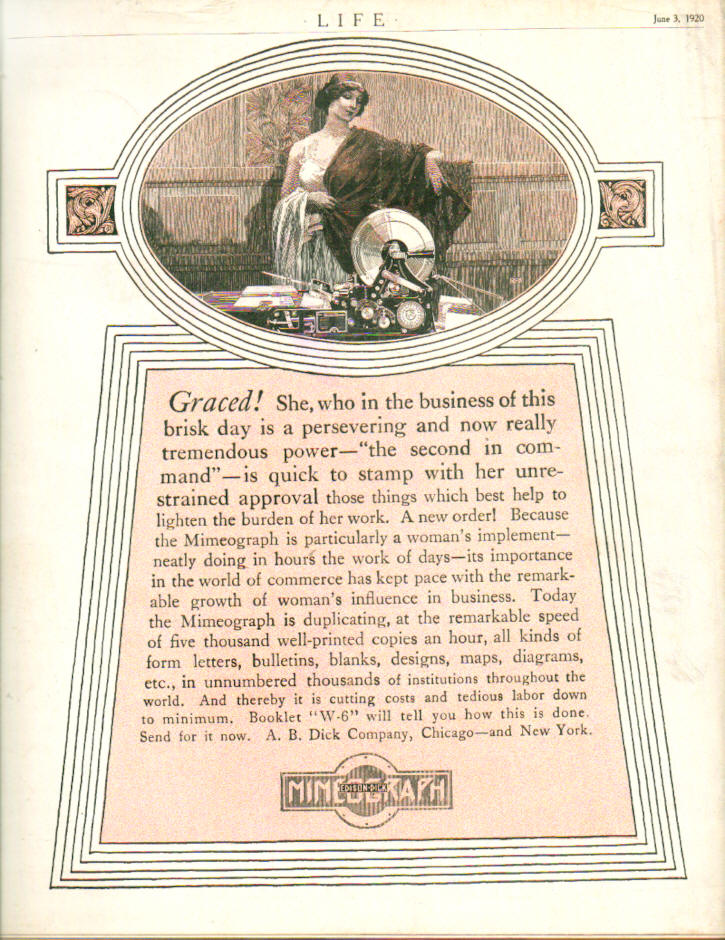 · LIFE ·
June 3, 1920
Graced! She, who in the business of this
brisk day is a persevering and now really
tremendous power—"the second in com-
mand"—is quick to stamp with her unre-
strained approval those things which best help to
lighten the burden of her work. A new order! Because
the Mimeograph is particularly a woman's implement—
neatly doing in hours the work of days—its importance
in the world of commerce has kept pace with the remark-
able growth of woman's influence in business. Today
the Mimeograph is duplicating, at the remarkable speed
of five thousand well-printed copies an hour, all kinds of
form letters, bulletins, blanks, designs, maps, diagrams,
etc., in unnumbered thousands of institutions throughout the
world. And thereby it is cutting costs and tedious labor down
to minimum. Booklet "W-6" will tell you how this is done.
Send for it now. A. B. Dick Company, Chicago—and New York.
MIMEOGRAPH
EDISON-DICK